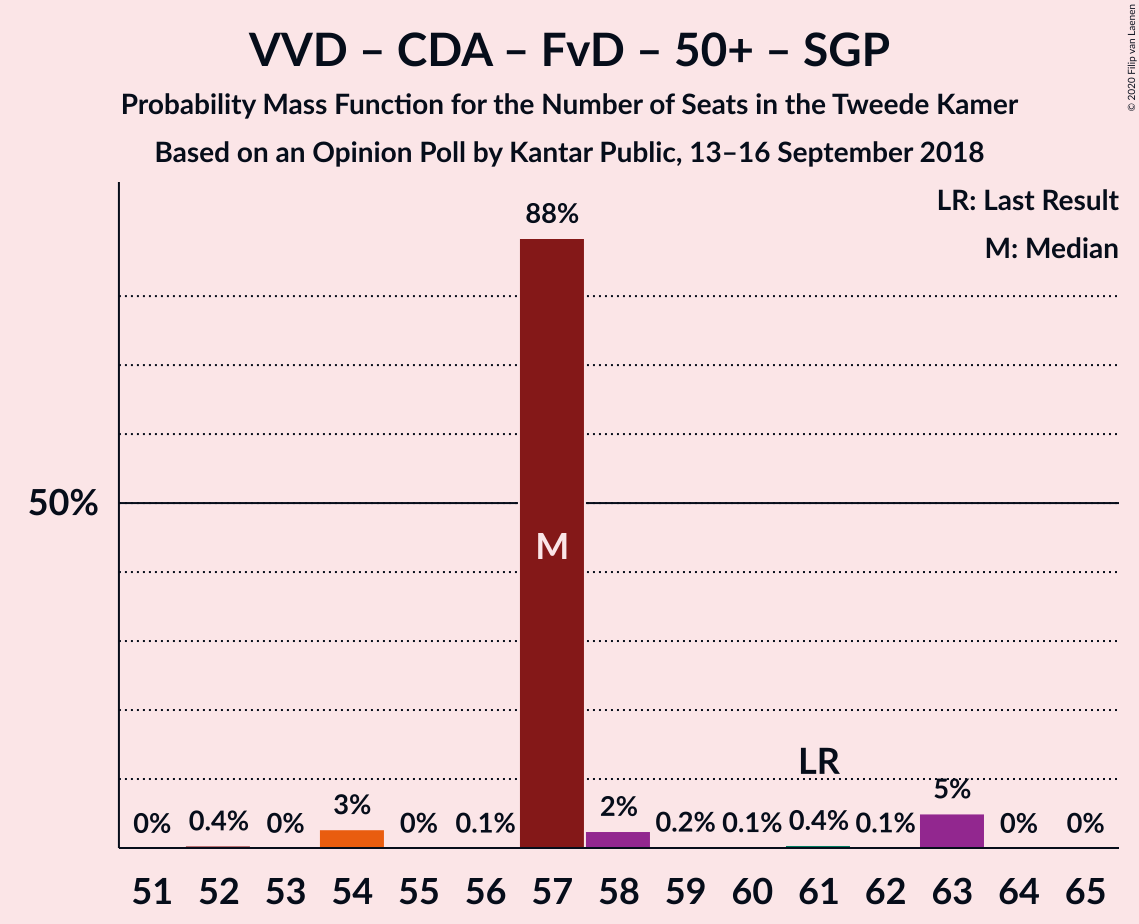 VVD – CDA – FvD – 50+ – SGP
Probability Mass Function for the Number of Seats in the Tweede Kamer
Based on an Opinion Poll by Kantar Public, 13–16 September 2018
© 2020 Filip van Laenen
LR: Last Result
M: Median
88%
50%
M
LR
0% 0.4% 0% 3% 0% 0.1% 2% 0.2% 0.1% 0.4% 0.1% 5% 0% 0%
51 52 53 54 55 56 57 58 59 60 61 62 63 64 65